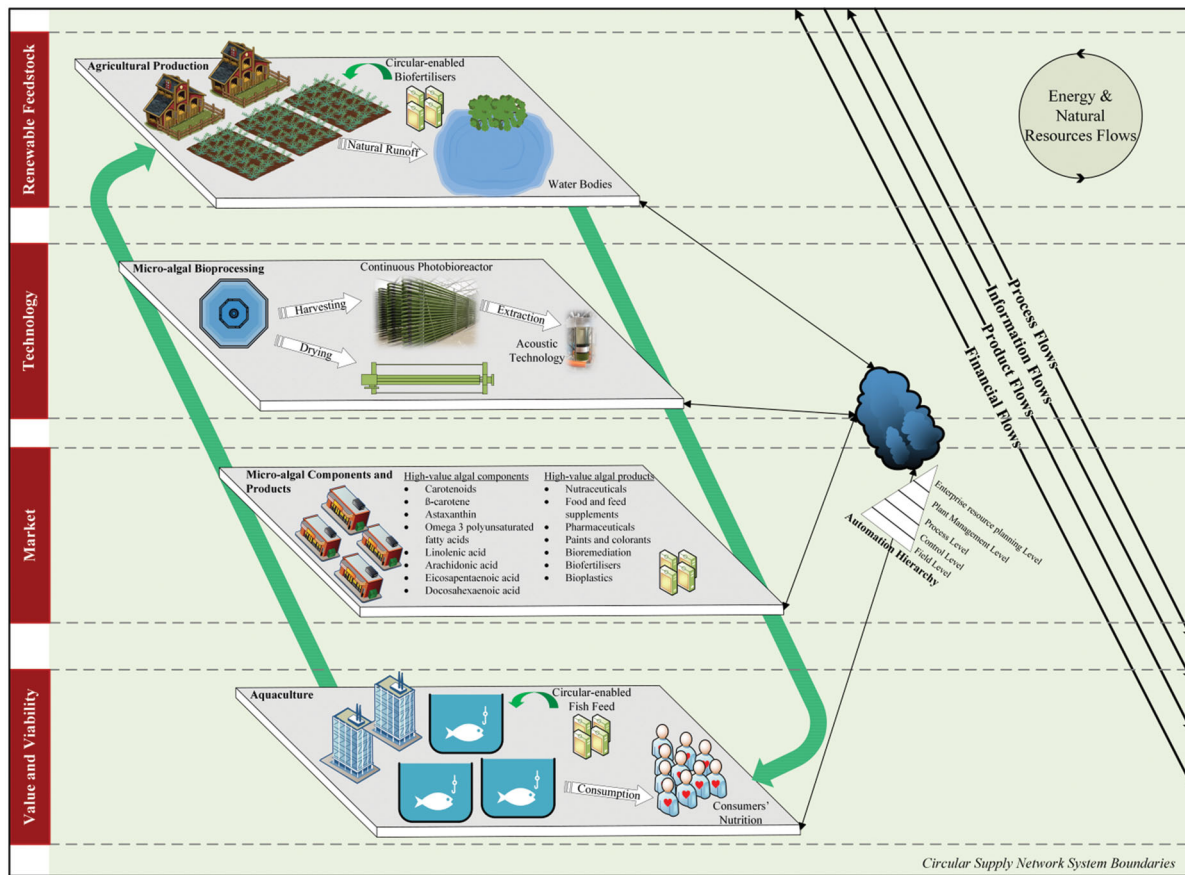 Renewable Feedstock
Agricultural Production
Circular-enabled
Biofertilisers
Natural Runoff
Water Bodies
Energy &
Natural
Resources Flows
Technology
Micro-algal Bioprocessing
Continuous Photobioreactor
Harvesting
Extraction
Drying
Acoustic
Technology
Process Flows
Information Flows
Product Flows
Financial Flows
Market
Micro-algal Components and
Products
High-value algal components
• Carotenoids
• ß-carotene
• Astaxanthin
• Omega 3 polyunsaturated
fatty acids
• Linolenic acid
• Arachidonic acid
• Eicosapentaenoic acid
• Docosahexaenoic acid
High-value algal products
• Nutraceuticals
• Food and feed
supplements
• Pharmaceuticals
• Paints and colorants
• Bioremediation
• Biofertilisers
• Bioplastics
Enterprise resource planning Level
Plant Management Level
Process Level
Control Level
Field Level
Automation Hierarchy
Value and Viability
Aquaculture
Circular-enabled
Fish Feed
Consumption
Consumers'
Nutrition
Circular Supply Network System Boundaries